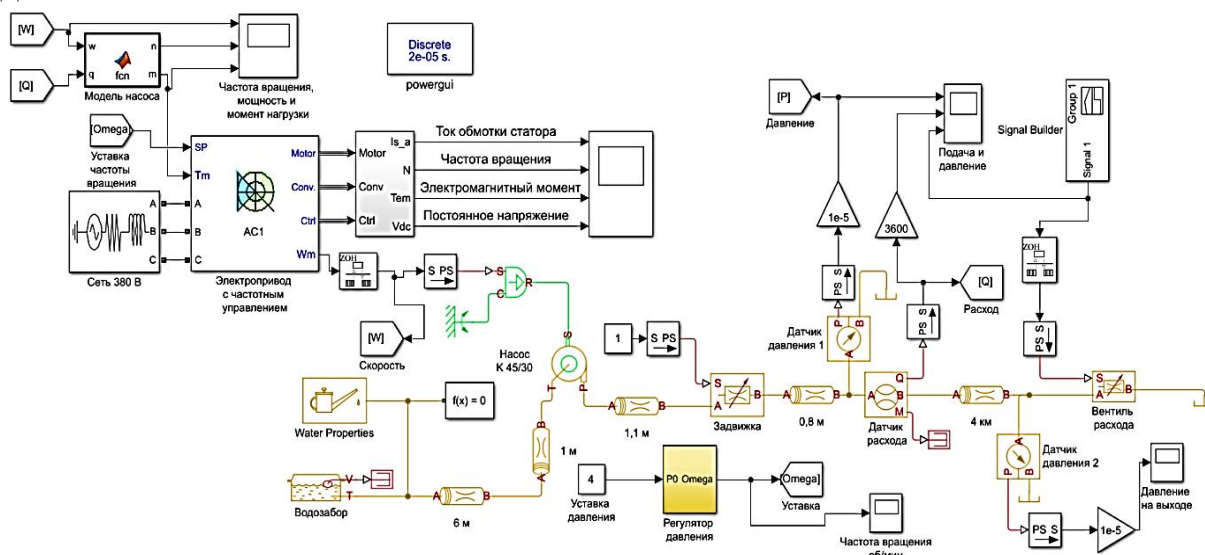 [W]
w
n
fcn
q
m
[Q]
Модель насоса
Частота вращения,
мощность и
момент нагрузки
Discrete
2e-05 s.
powergui
[Omega]
Уставка
частоты
вращения
SP
Tm
A
B
C
Motor
Conv.
Ctrl
Wm
AC1
A
B
C
Сеть 380 В
Электропривод
с частотным
управлением
Motor
Conv
Ctrl
Is_a
N
Tem
Vdc
Ток обмотки статора
Частота вращения
Электромагнитный момент
Постоянное напряжение
ZOH
S PS
S
C
R
[W]
Скорость
Насос
К 45/30
S
T
P
[P]
Давление
Подача и
давление
Signal Builder
Group 1
Signal 1
1e-5
3600
PS S
PS S
[Q]
Расход
ZOH
PS S
Датчик
давления 1
P
B
A
1
S PS
S
A
B
Задвижка
A
B
0,8 м
A
Q
B
M
Датчик
расхода
A
B
4 км
S
A
B
Вентиль
расхода
Water Properties
f(x) = 0
A
B
1,1 м
B
A
1 м
V
T
Водозабор
A
B
6 м
4
Уставка
давления
P0 Omega
Регулятор
давления
[Omega]
Уставка
Частота вращения
об/мин
A
P
B
Датчик
давления 2
PS S
1e-5
Давление
на выходе